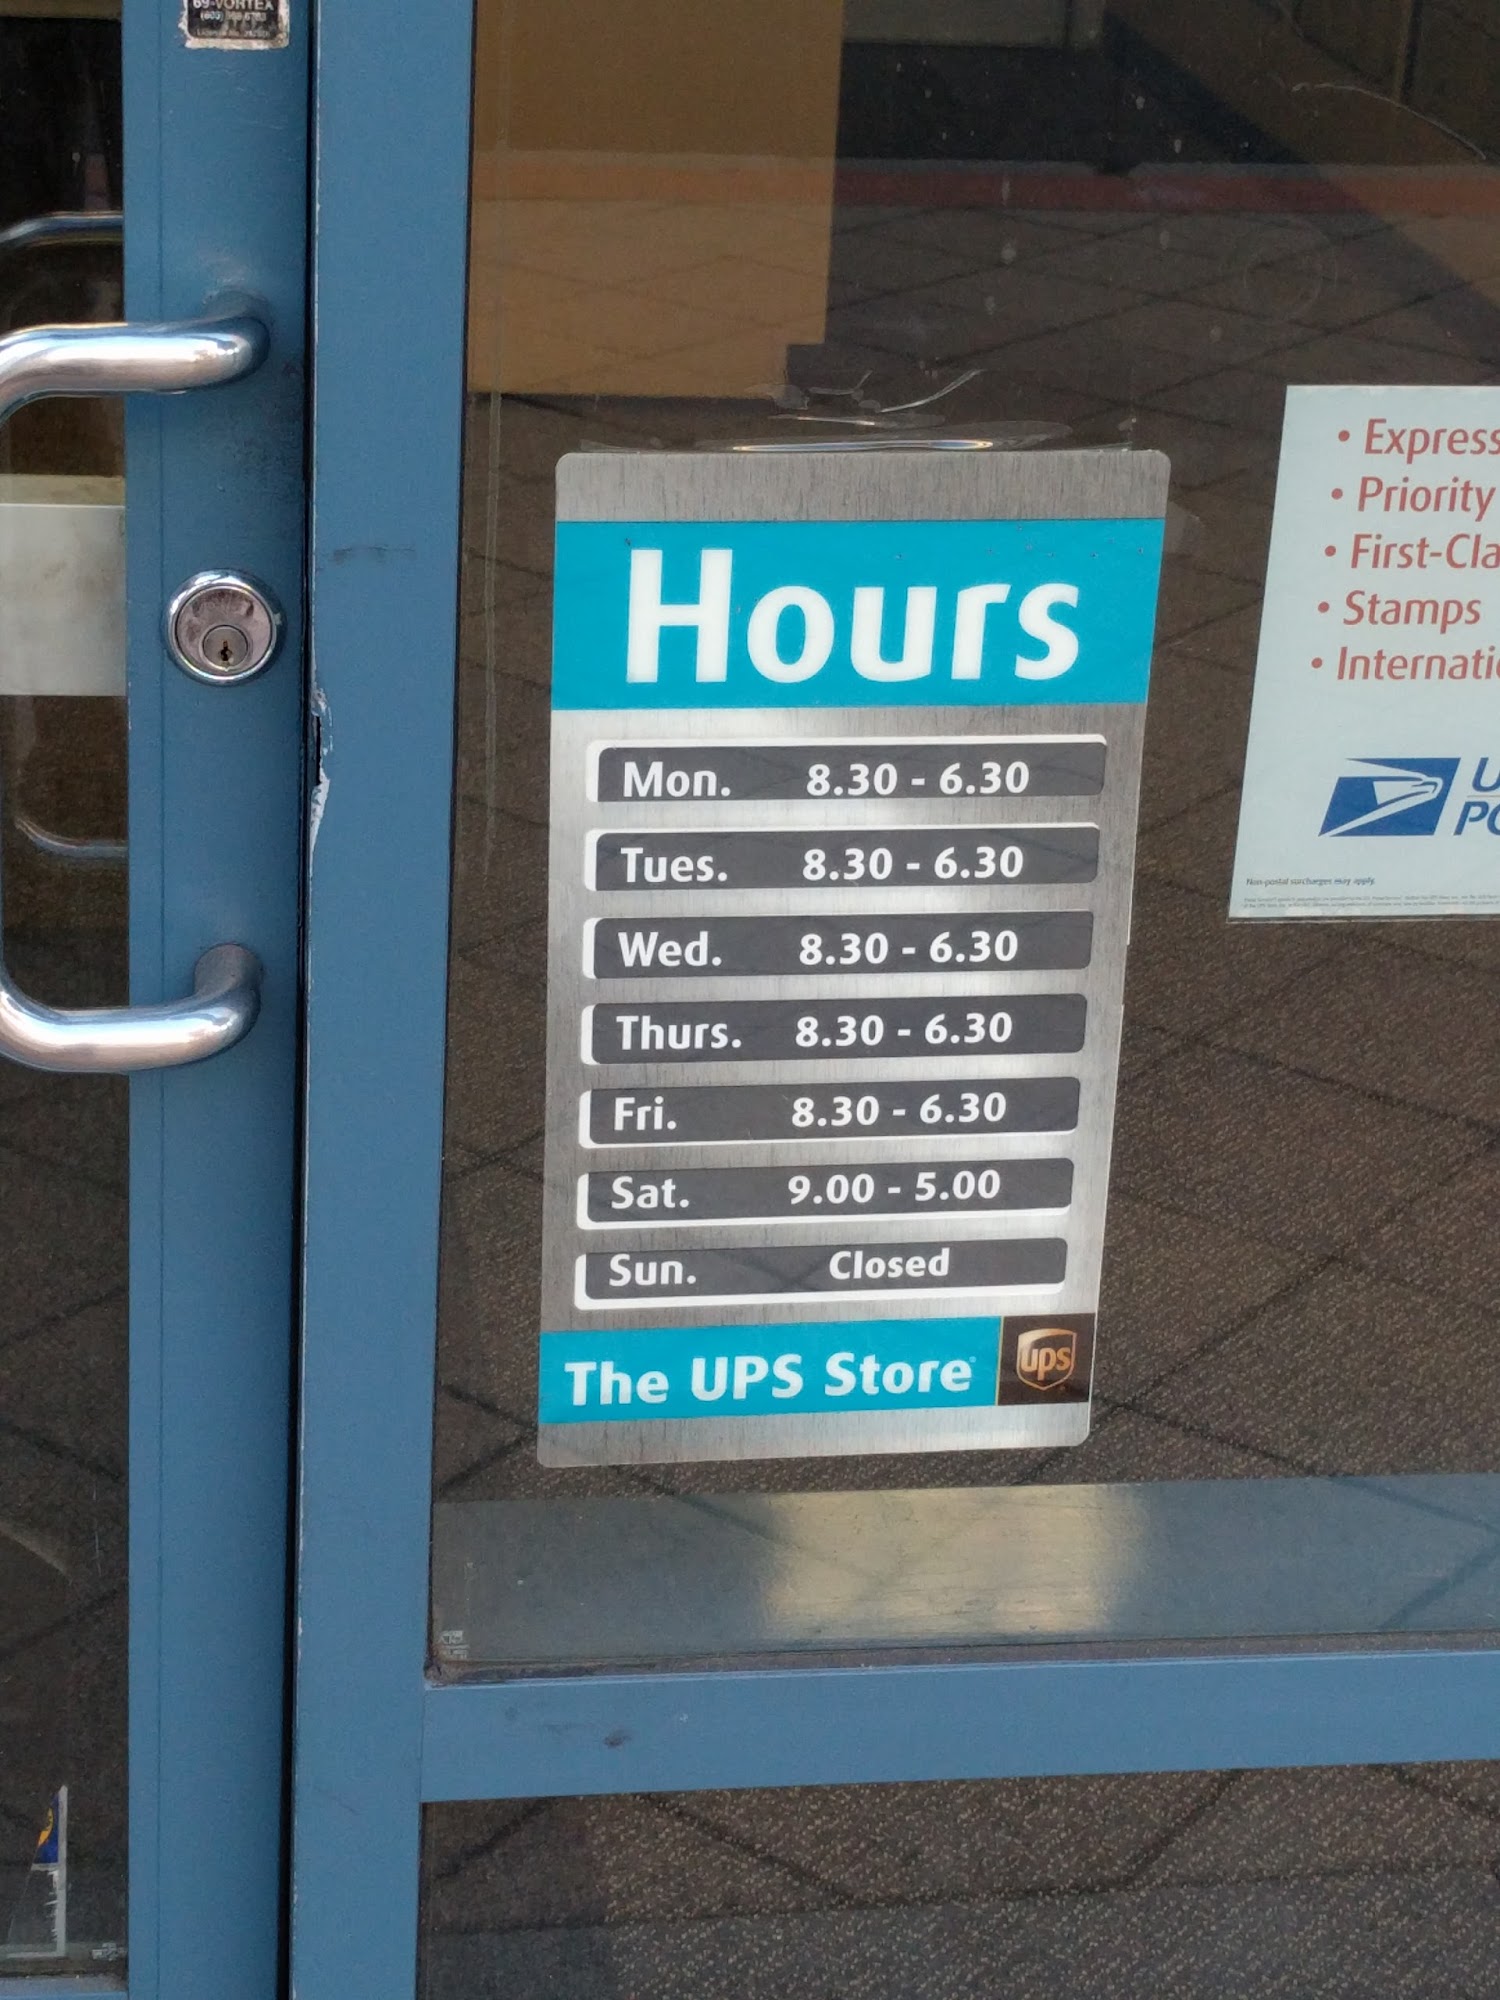 69-VORTEX
Hours
Mon. 8.30 - 6.30
Tues. 8.30 - 6.30
Wed. 8.30 - 6.30
Thurs. 8.30 - 6.30
Fri. 8.30 - 6.30
Sat. 9.00 - 5.00
Sun. Closed
The UPS Store
ups
• Express
• Priority
• First-Cla
• Stamps
• Internati
U
PO
Non-postal surcharges may apply.